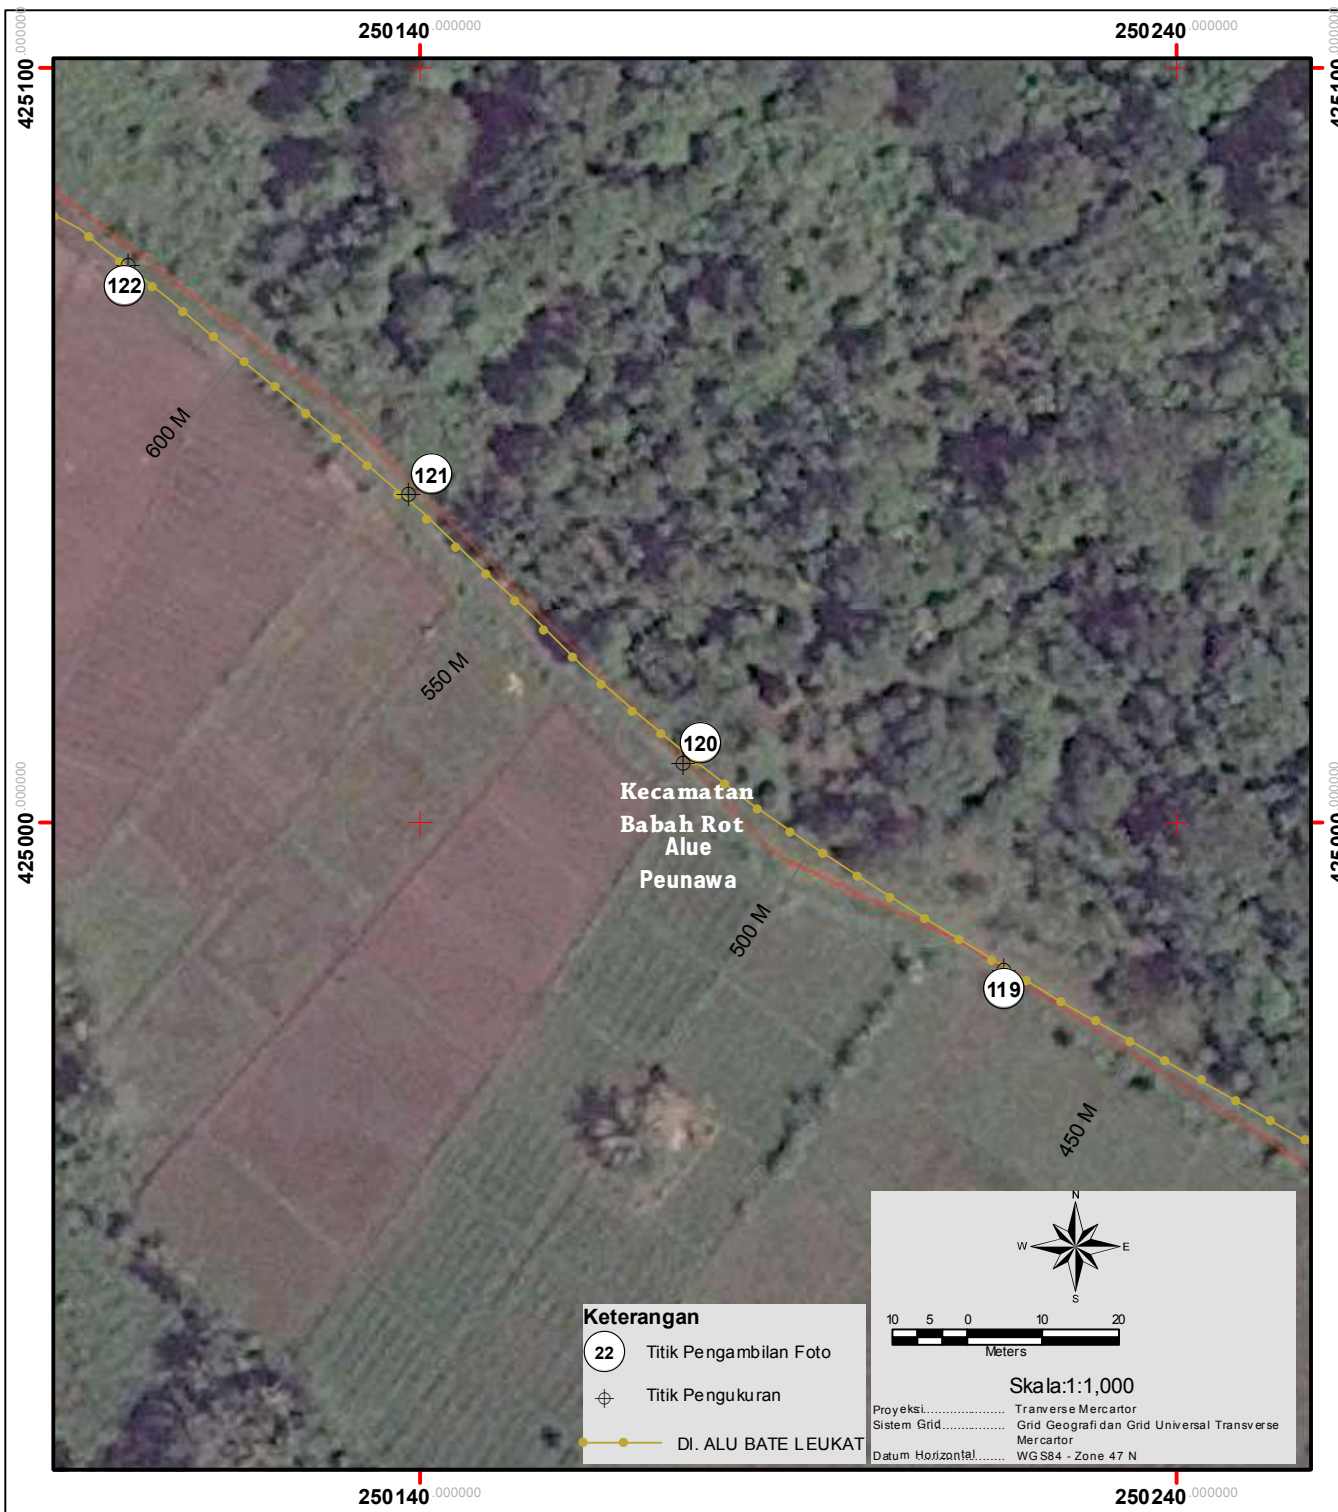 250140.000000 250240.000000
425100.000000 425100.000000
122
600 M
121
550 M
120
Kecamatan
Babah Rot
Alue
Peunawa
425000.000000 425000.000000
500 M
119
450 M
N
W E
S
Keterangan
22 Titik Pengambilan Foto
Titik Pengukuran
DI. ALU BATE LEUKAT
10 5 0 10 20
Meters
Skala:1:1,000
Proyeksi..................... Tranverse Mercartor
Sistem Grid................ Grid Geografi dan Grid Universal Transverse
Mercartor
Datum Horizontal......... WGS84 - Zone 47 N
250140.000000 250240.000000